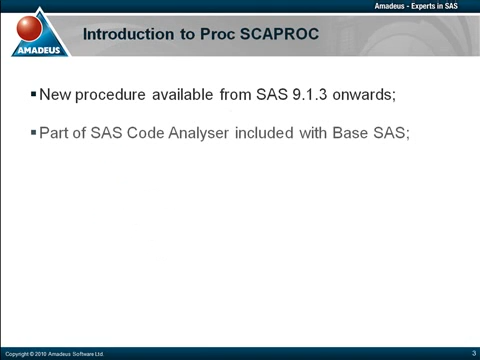 Amadeus - Experts in SAS
AMADEUS
Introduction to Proc SCAPROC
New procedure available from SAS 9.1.3 onwards;
Part of SAS Code Analyser included with Base SAS;
Copyright © 2010 Amadeus Software Ltd.
3